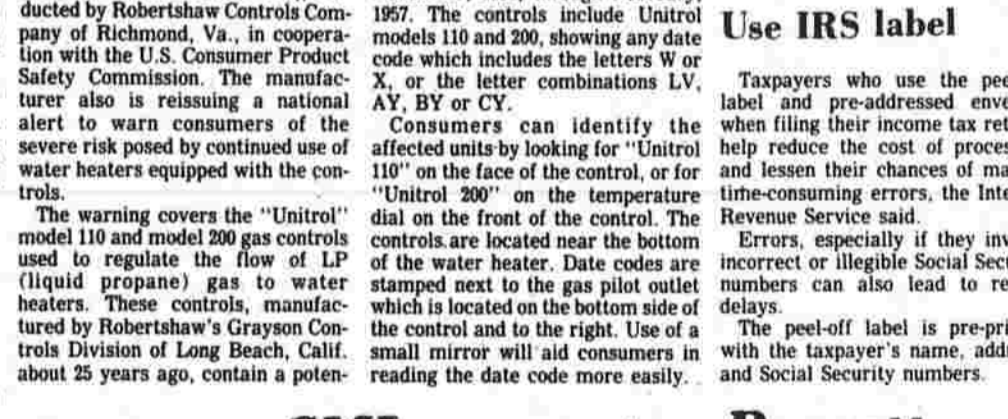 ducted by Robertshaw Controls Com-
pany of Richmond, Va., in coopera-
tion with the U.S. Consumer Product
Safety Commission. The manufac-
turer also is reissuing a national
alert to warn consumers of the
severe risk posed by continued use of
water heaters equipped with the con-
trols.
The warning covers the "Unitrol"
model 110 and model 200 gas controls
used to regulate the flow of LP
(liquid propane) gas to water
heaters. These controls, manufac-
tured by Robertshaw's Grayson Con-
trols Division of Long Beach, Calif.
about 25 years ago, contain a poten-
1957. The controls include Unitrol
models 110 and 200, showing any date
code which includes the letters W or
X, or the letter combinations LV,
AY, BY or CY.
Consumers can identify the
affected units by looking for "Unitrol
110" on the face of the control, or for
"Unitrol 200" on the temperature
dial on the front of the control. The
controls are located near the bottom
of the water heater. Date codes are
stamped next to the gas pilot outlet
which is located on the bottom side of
the control and to the right. Use of a
small mirror will aid consumers in
reading the date code more easily.
Use IRS label
Taxpayers who use the pee
label and pre-addressed enve
when filing their income tax ret
help reduce the cost of proces
and lessen their chances of ma
time-consuming errors, the Int
Revenue Service said.
Errors, especially if they inv
incorrect or illegible Social Secu
numbers can also lead to re
delays.
The peel-off label is pre-pri
with the taxpayer's name, addr
and Social Security numbers.